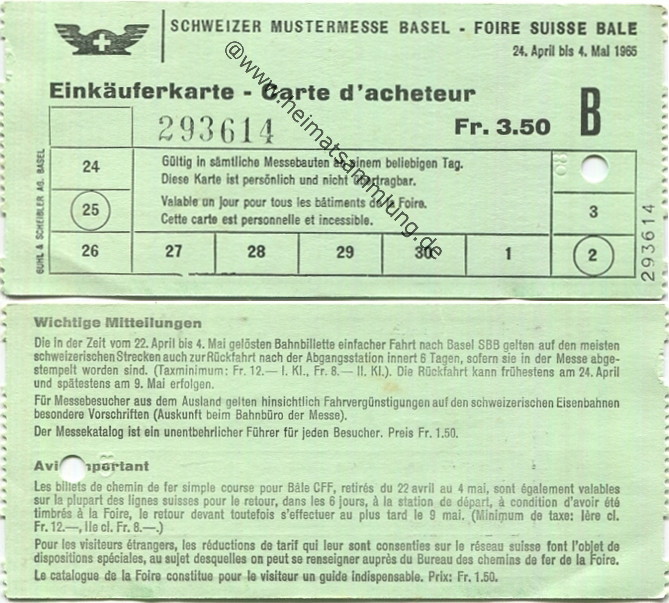 SCHWEIZER MUSTERMESSE BASEL - FOIRE SUISSE BALE
24. April bis 4. Mai 1965
Einkäuferkarte - Carte d'acheteur
293614
Fr. 3.50
B
24
Gültig in sämtliche Messebauten an einem beliebigen Tag.
Diese Karte ist persönlich und nicht übertragbar.
25
Valable un jour pour tous les bâtiments de la Foire.
Cette carte est personnelle et incessible.
3
26
27
28
29
30
1
2
BUHL & SCHEIBLER AG. BASEL
293614
@www.heimatsammlung.de
Wichtige Mitteilungen
Die in der Zeit vom 22. April bis 4. Mai gelösten Bahnbillette einfacher Fahrt nach Basel SBB gelten auf den meisten
schweizerischen Strecken auch zur Rückfahrt nach der Abgangsstation innert 6 Tagen, sofern sie in der Messe abge-
stempelt worden sind. (Taxminimum: Fr. 12.— I. Kl., Fr. 8.— II. Kl.). Die Rückfahrt kann frühestens am 24. April
und spätestens am 9. Mai erfolgen.
Für Messebesucher aus dem Ausland gelten hinsichtlich Fahrvergünstigungen auf den schweizerischen Eisenbahnen
besondere Vorschriften (Auskunft beim Bahnbüro der Messe).
Der Messekatalog ist ein unentbehrlicher Führer für jeden Besucher. Preis Fr. 1.50.
Avis important
Les billets de chemin de fer simple course pour Bâle CFF, retirés du 22 avril au 4 mai, sont également valables
sur la plupart des lignes suisses pour le retour, dans les 6 jours, à la station de départ, à condition d'avoir été
timbrés à la Foire, le retour devant toutefois s'effectuer au plus tard le 9 mai. (Minimum de taxe: Ière cl.
Fr. 12.—, IIe cl. Fr. 8.—.)
Pour les visiteurs étrangers, les réductions de tarif qui leur sont consenties sur le réseau suisse font l'objet de
dispositions spéciales, au sujet desquelles on peut se renseigner auprès du Bureau des chemins de fer de la Foire.
Le catalogue de la Foire constitue pour le visiteur un guide indispensable. Prix: Fr. 1.50.